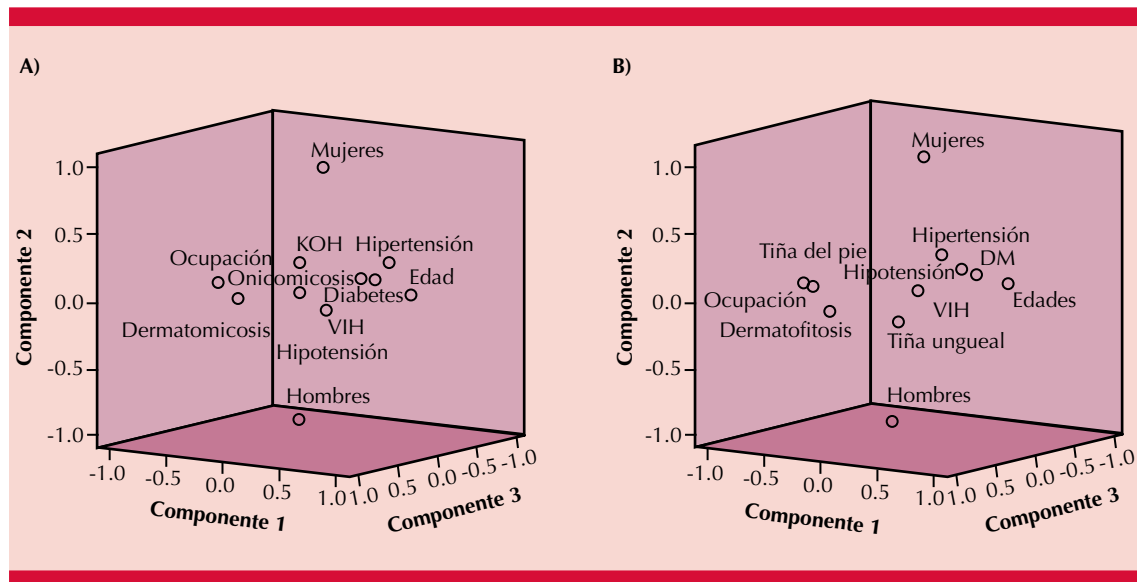 A)
Componente 2
1.0
0.5
0.0
-0.5
-1.0
Mujeres
KOH
Hipertensión
Ocupación
Onicomicosis
Edad
Diabetes
Dermatomicosis
VIH
Hipotensión
Hombres
-1.0
-0.5
0.0
0.5
1.0
Componente 1
1.0
0.5
0.0
-0.5
-1.0
Componente 3
B)
Componente 2
1.0
0.5
0.0
-0.5
-1.0
Mujeres
Hipertensión
Tiña del pie
DM
Hipotensión
Ocupación
VIH
Edades
Dermatofitosis
Tiña ungueal
Hombres
-1.0
-0.5
0.0
0.5
1.0
Componente 1
1.0
0.5
0.0
-0.5
-1.0
Componente 3